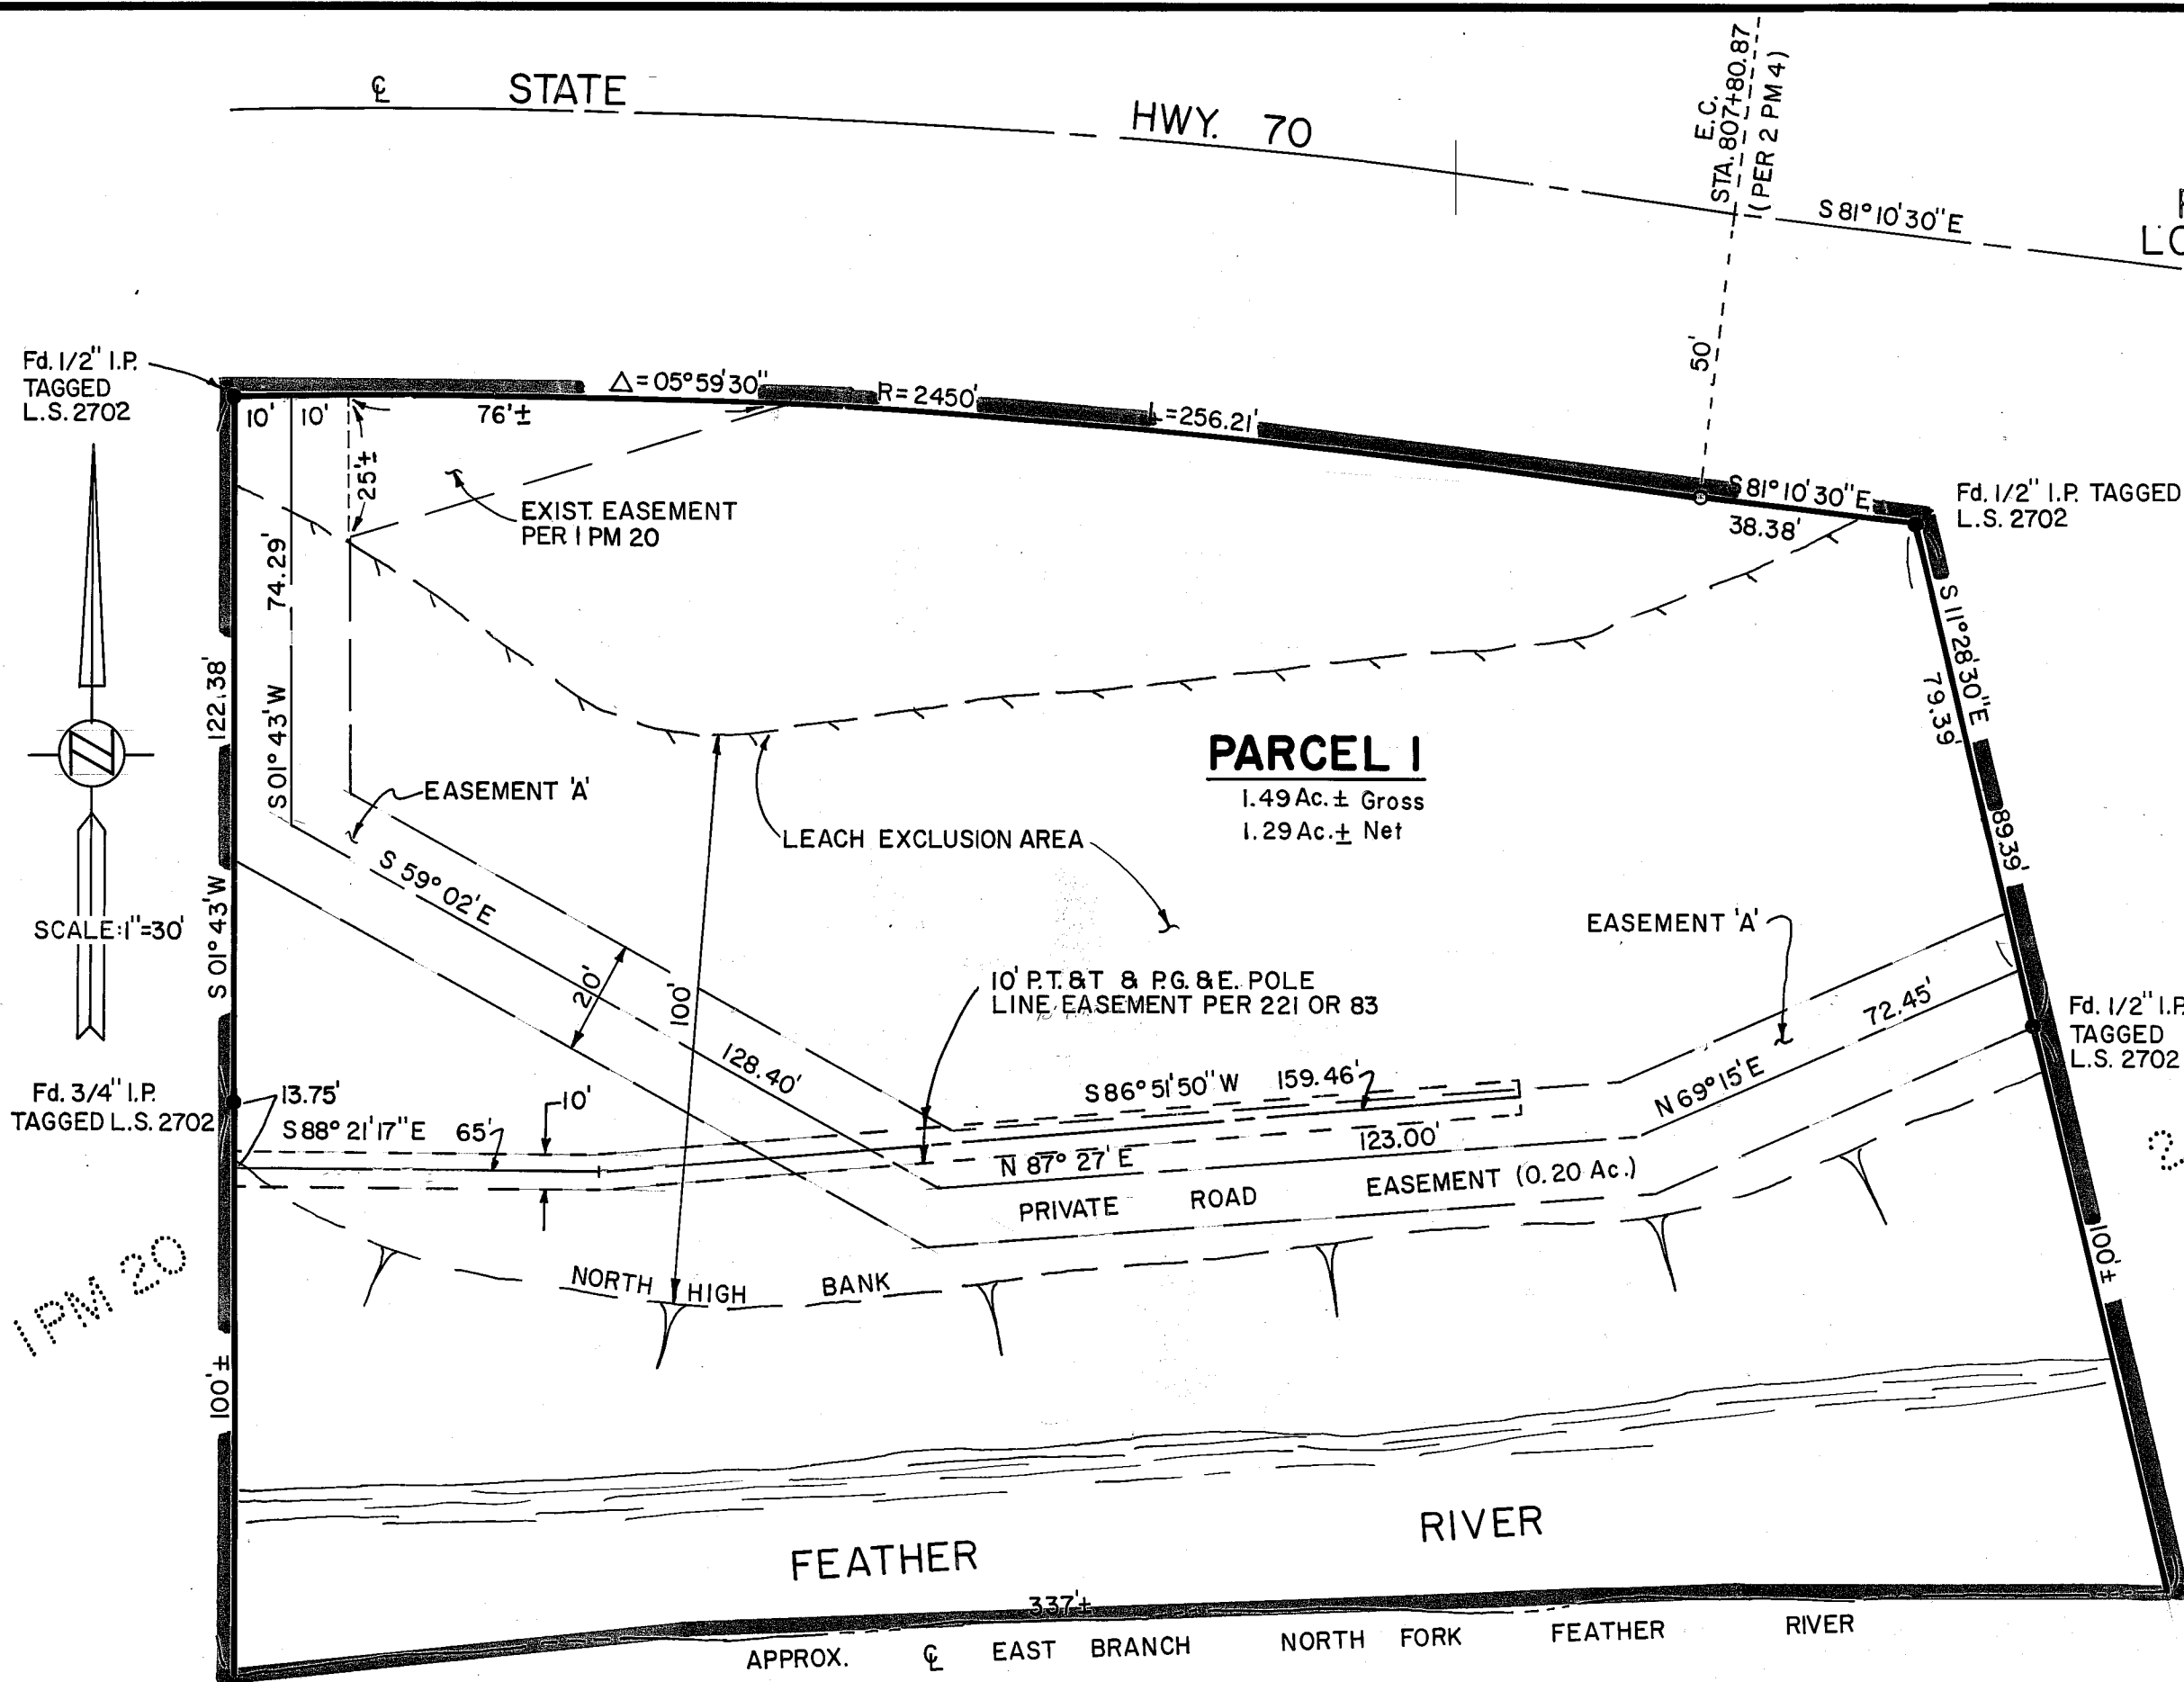 ℄ STATE
HWY. 70
E.C.
STA. 807+80.87
(PER 2 PM 4)
S 81° 10' 30" E
50'
Fd. 1/2" I.P.
TAGGED
L.S. 2702
10' 10'
76'±
Δ= 05° 59' 30"
R= 2450'
L=256.21'
S 81° 10' 30" E
38.38'
Fd. 1/2" I.P. TAGGED
L.S. 2702
25'±
EXIST. EASEMENT
PER 1 PM 20
74.29'
S 01° 43' W
122.38'
S 01° 43' W
N
SCALE: 1"=30'
S 11° 28' 30" E
79.39'
89.39'
PARCEL 1
1.49 Ac. ± Gross
1.29 Ac. ± Net
EASEMENT 'A'
LEACH EXCLUSION AREA
S 59° 02' E
20'
100'
128.40'
EASEMENT 'A'
10' P.T. & T & P.G. & E. POLE
LINE EASEMENT PER 221 OR 83
72.45'
N 69° 15' E
Fd. 1/2" I.P.
TAGGED
L.S. 2702
Fd. 3/4" I.P.
TAGGED L.S. 2702
13.75'
S 88° 21' 17" E 65'
10'
S 86° 51' 50" W 159.46'
N 87° 27' E
123.00'
PRIVATE ROAD EASEMENT (0.20 Ac.)
NORTH HIGH BANK
1 PM 20
100'±
100'±
FEATHER RIVER
337±
APPROX. ℄ EAST BRANCH NORTH FORK FEATHER RIVER